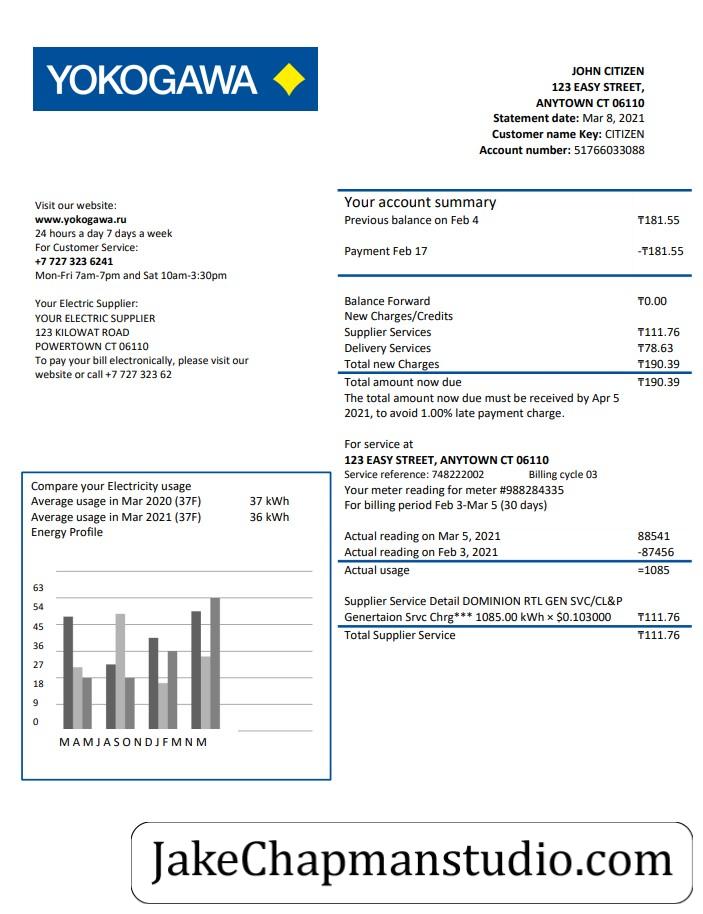 YOKOGAWA
JOHN CITIZEN
123 EASY STREET,
ANYTOWN CT 06110
Statement date: Mar 8, 2021
Customer name Key: CITIZEN
Account number: 51766033088
Visit our website:
www.yokogawa.ru
24 hours a day 7 days a week
For Customer Service:
+7 727 323 6241
Mon-Fri 7am-7pm and Sat 10am-3:30pm
Your Electric Supplier:
YOUR ELECTRIC SUPPLIER
123 KILOWAT ROAD
POWERTOWN CT 06110
To pay your bill electronically, please visit our
website or call +7 727 323 62
Your account summary
Previous balance on Feb 4 ₸181.55
Payment Feb 17 -₸181.55
Balance Forward ₸0.00
New Charges/Credits
Supplier Services ₸111.76
Delivery Services ₸78.63
Total new Charges ₸190.39
Total amount now due ₸190.39
The total amount now due must be received by Apr 5
2021, to avoid 1.00% late payment charge.
For service at
123 EASY STREET, ANYTOWN CT 06110
Service reference: 748222002 Billing cycle 03
Your meter reading for meter #988284335
For billing period Feb 3-Mar 5 (30 days)
Actual reading on Mar 5, 2021 88541
Actual reading on Feb 3, 2021 -87456
Actual usage =1085
Supplier Service Detail DOMINION RTL GEN SVC/CL&P
Genertaion Srvc Chrg*** 1085.00 kWh × $0.103000 ₸111.76
Total Supplier Service ₸111.76
Compare your Electricity usage
Average usage in Mar 2020 (37F) 37 kWh
Average usage in Mar 2021 (37F) 36 kWh
Energy Profile
63
54
45
36
27
18
9
0
M A M J A S O N D J F M N M
JakeChapmanstudio.com